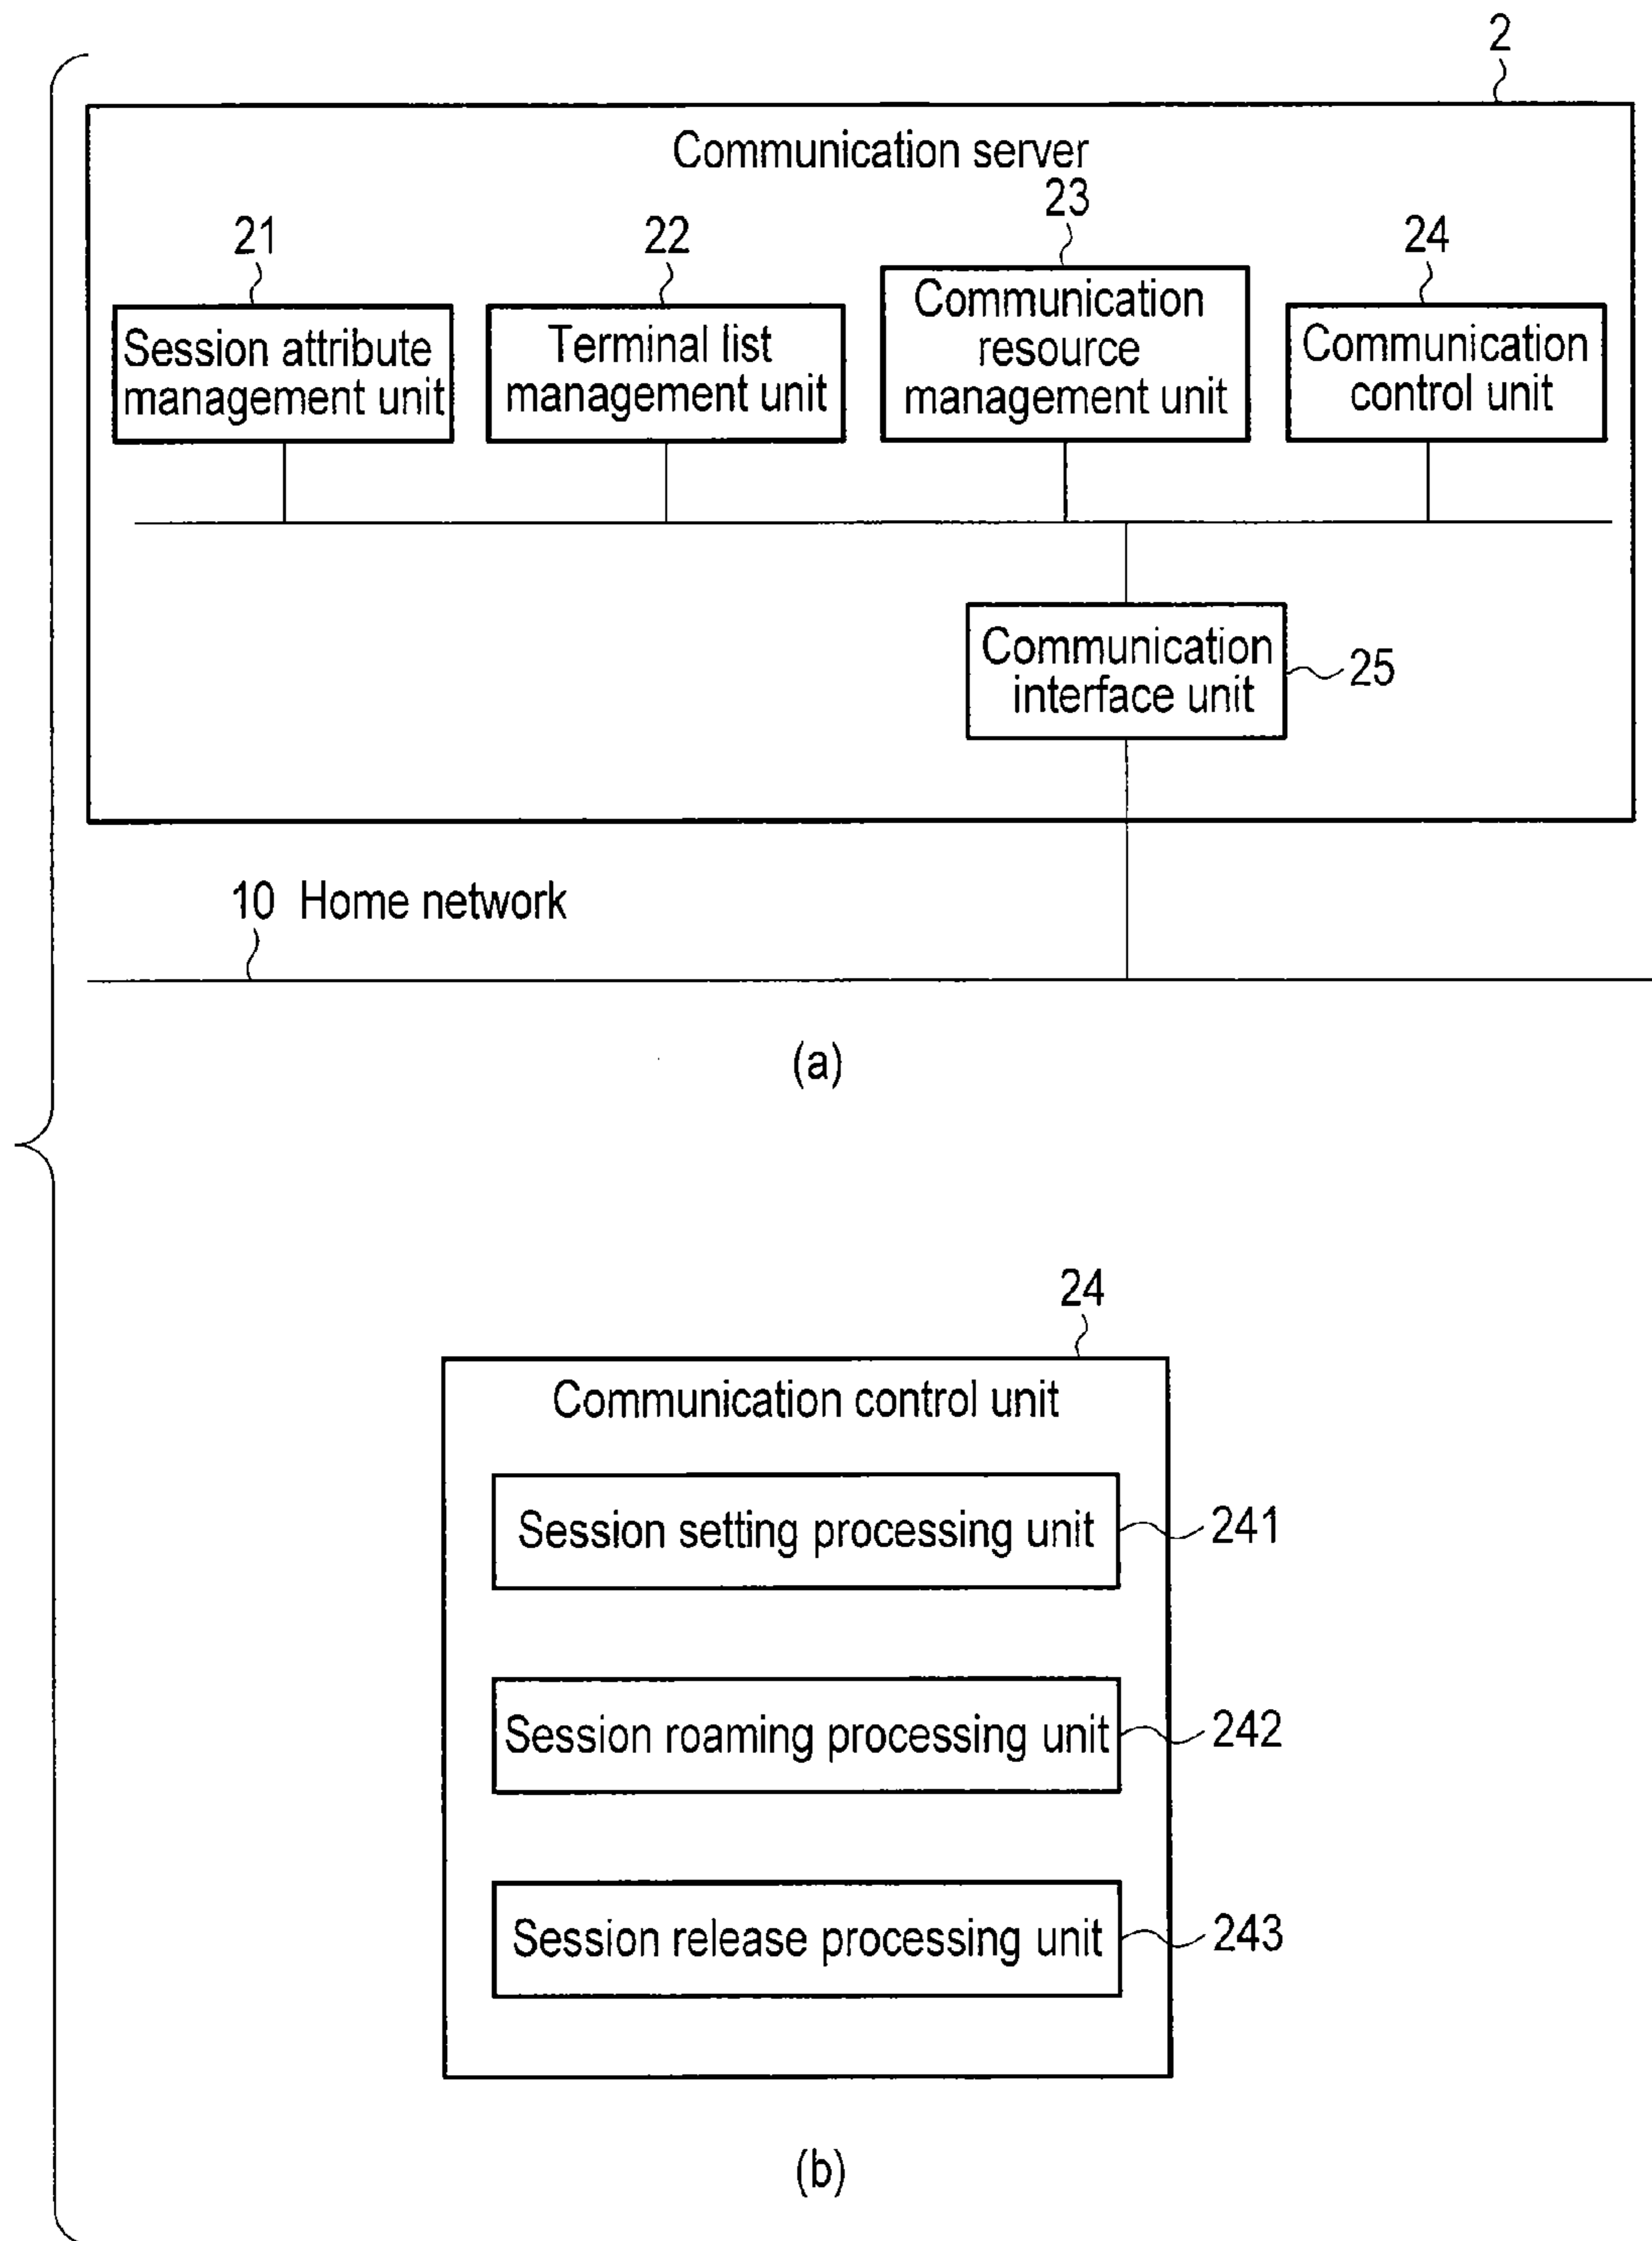 2
Communication server
21
22
23
24
Session attribute
management unit
Terminal list
management unit
Communication
resource
management unit
Communication
control unit
Communication
interface unit
25
10 Home network
(a)
24
Communication control unit
Session setting processing unit
241
Session roaming processing unit
242
Session release processing unit
243
(b)